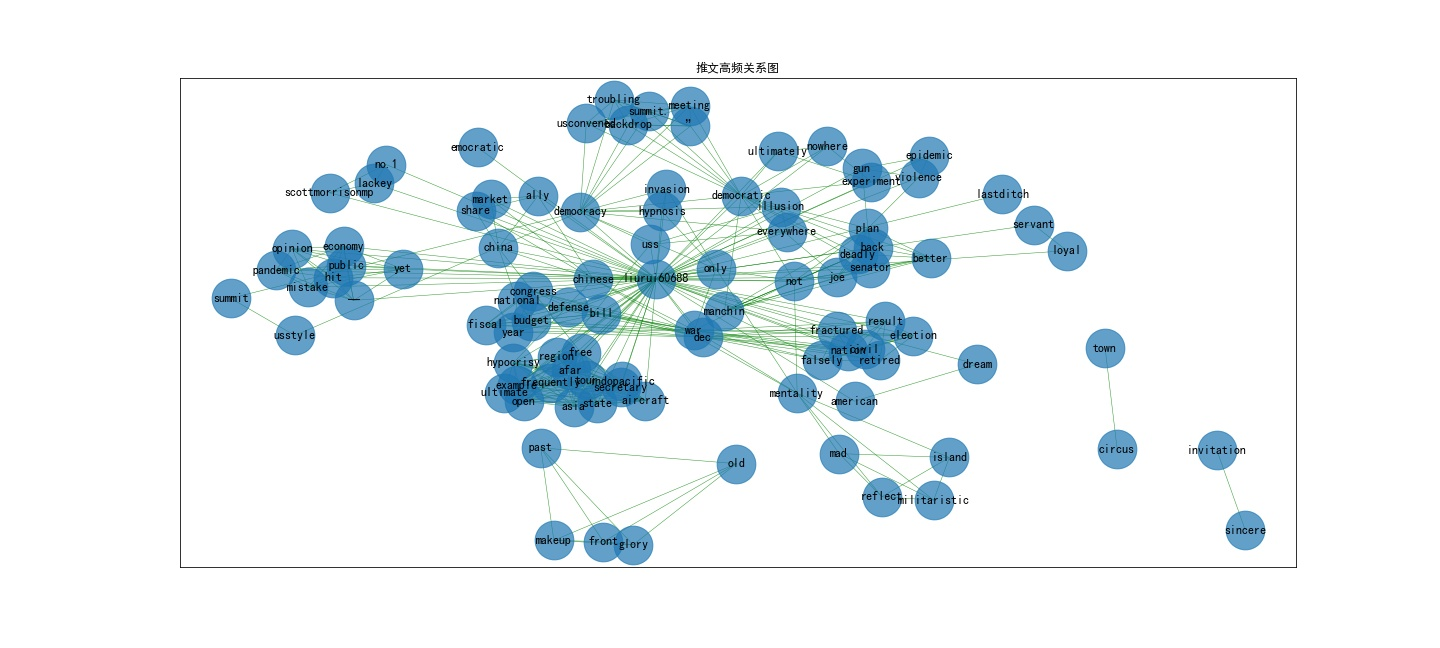 推文高频关系图
troubling
meeting
summit.
usconvened
backdrop
"
emocratic
ultimately
nowhere
epidemic
no.1
gun
lackey
experiment
violence
scottmorrisonmp
invasion
lastditch
market
ally
democratic
share
democracy
hypnosis
illusion
servant
everywhere
plan
opinion
economy
china
uss
back
loyal
deadly
public
pandemic
yet
only
senator
better
hit
chinese
liurui60688
not
joe
mistake
congress
summit
—
national
defense
bill
manchin
budget
fiscal
year
result
war
fractured
election
usstyle
dec
nation
civil
town
region
free
falsely
retired
hypocrisy
afar
dream
frequently
tour
indopacific
example
secretary
ultimate
mentality
open
asia
state
aircraft
american
past
mad
island
circus
invitation
old
reflect
militaristic
sincere
makeup
front
glory